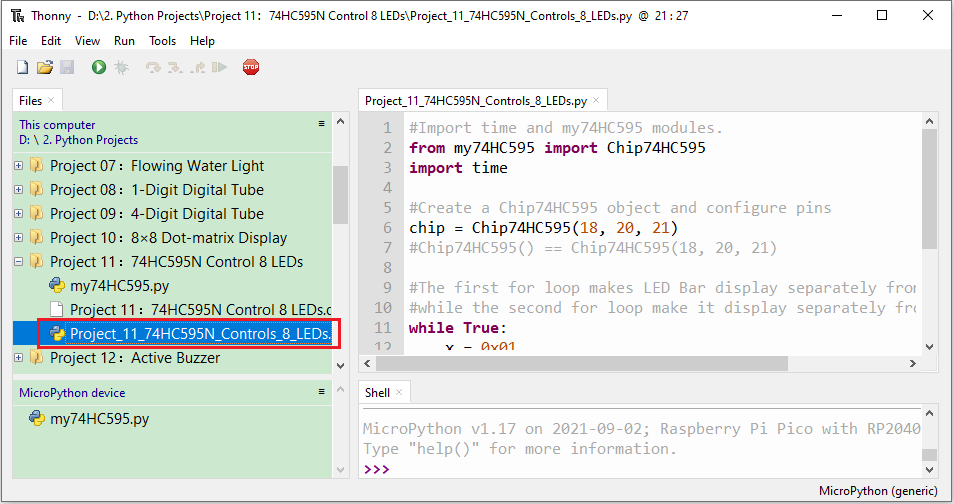 Thonny - D:\2. Python Projects\Project 11：74HC595N Control 8 LEDs\Project_11_74HC595N_Controls_8_LEDs.py @ 21 : 27
File Edit View Run Tools Help
STOP
Files
This computer
D: \ 2. Python Projects
Project 07：Flowing Water Light
Project 08：1-Digit Digital Tube
Project 09：4-Digit Digital Tube
Project 10：8×8 Dot-matrix Display
Project 11：74HC595N Control 8 LEDs
my74HC595.py
Project 11：74HC595N Control 8 LEDs.c
Project_11_74HC595N_Controls_8_LEDs.
Project 12：Active Buzzer
MicroPython device
my74HC595.py
Project_11_74HC595N_Controls_8_LEDs.py
1 #Import time and my74HC595 modules.
2 from my74HC595 import Chip74HC595
3 import time
4
5 #Create a Chip74HC595 object and configure pins
6 chip = Chip74HC595(18, 20, 21)
7 #Chip74HC595() == Chip74HC595(18, 20, 21)
8
9 #The first for loop makes LED Bar display separately from
10 #while the second for loop make it display separately fro
11 while True:
12 x = 0x01
Shell
MicroPython v1.17 on 2021-09-02; Raspberry Pi Pico with RP2040
Type "help()" for more information.
>>>
MicroPython (generic)